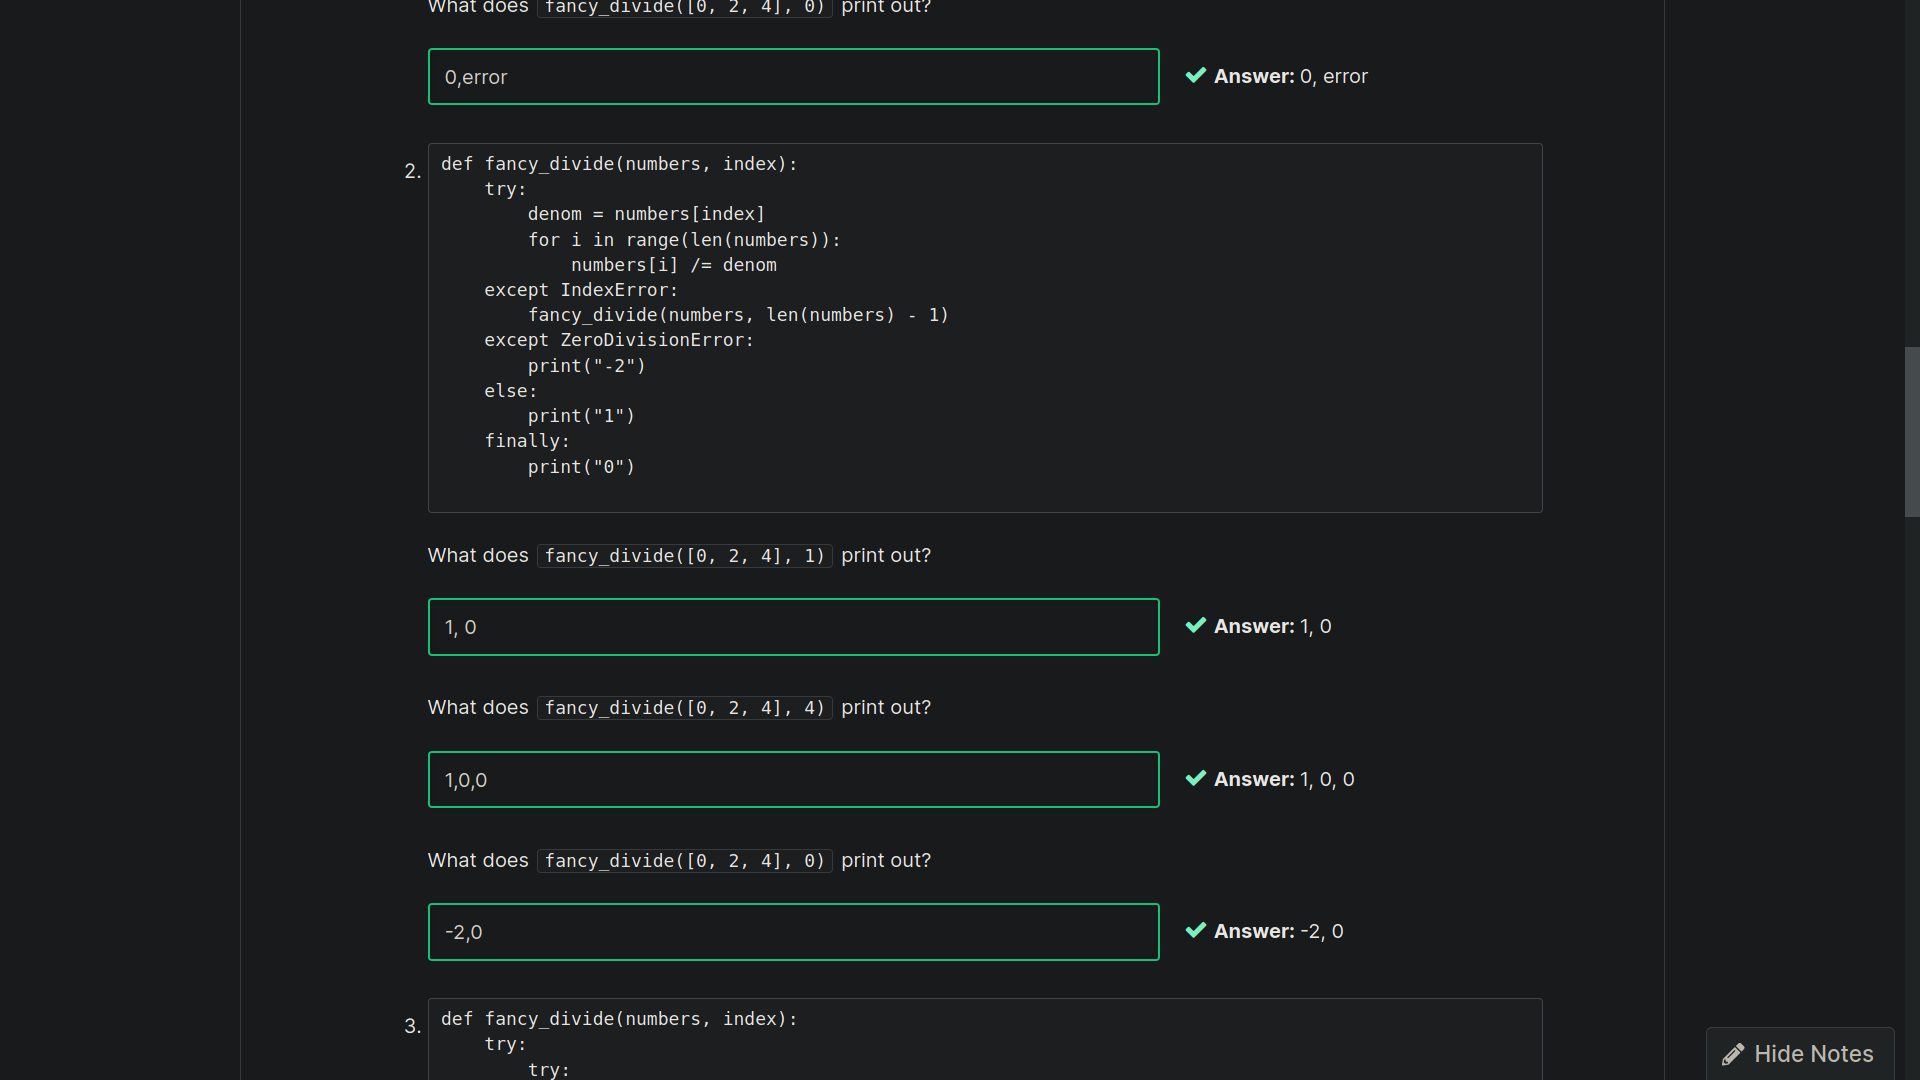 What does fancy_divide([0, 2, 4], 0) print out?
0,error
Answer: 0, error
2.
def fancy_divide(numbers, index):
    try:
        denom = numbers[index]
        for i in range(len(numbers)):
            numbers[i] /= denom
    except IndexError:
        fancy_divide(numbers, len(numbers) - 1)
    except ZeroDivisionError:
        print("-2")
    else:
        print("1")
    finally:
        print("0")
What does fancy_divide([0, 2, 4], 1) print out?
1, 0
Answer: 1, 0
What does fancy_divide([0, 2, 4], 4) print out?
1,0,0
Answer: 1, 0, 0
What does fancy_divide([0, 2, 4], 0) print out?
-2,0
Answer: -2, 0
3.
def fancy_divide(numbers, index):
    try:
        try:
Hide Notes